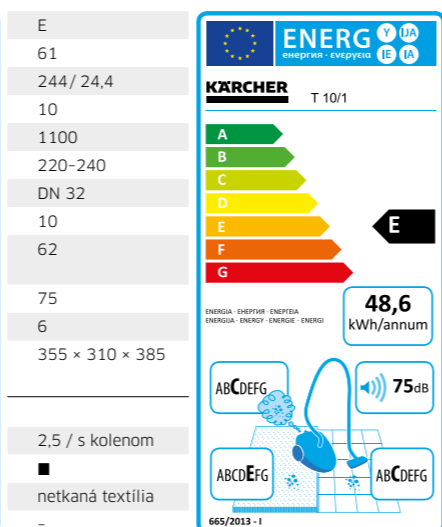 E
61
244/ 24,4
10
1100
220-240
DN 32
10
62
75
6
355 × 310 × 385
2,5 / s kolenom
■
netkaná textília
–
ENERG Y IJA
енергия · ενεργεια IE IA
KÄRCHER
T 10/1
A
B
C
D
E
F
G
E
ENERGIA · ЕНЕРГИЯ · ΕΝΕΡΓΕΙΑ
ENERGIJA · ENERGY · ENERGIE · ENERGI
48,6
kWh/annum
ABCDEFG
75dB
ABCDEFG
ABCDEFG
665/2013 - I